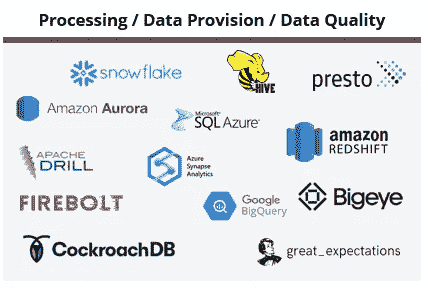 Processing / Data Provision / Data Quality
snowflake
HIVE
presto
Amazon Aurora
Microsoft
SQL Azure
amazon
REDSHIFT
APACHE
DRILL
Azure
Synapse
Analytics
FIREBOLT
Google
BigQuery
Bigeye
CockroachDB
great_expectations